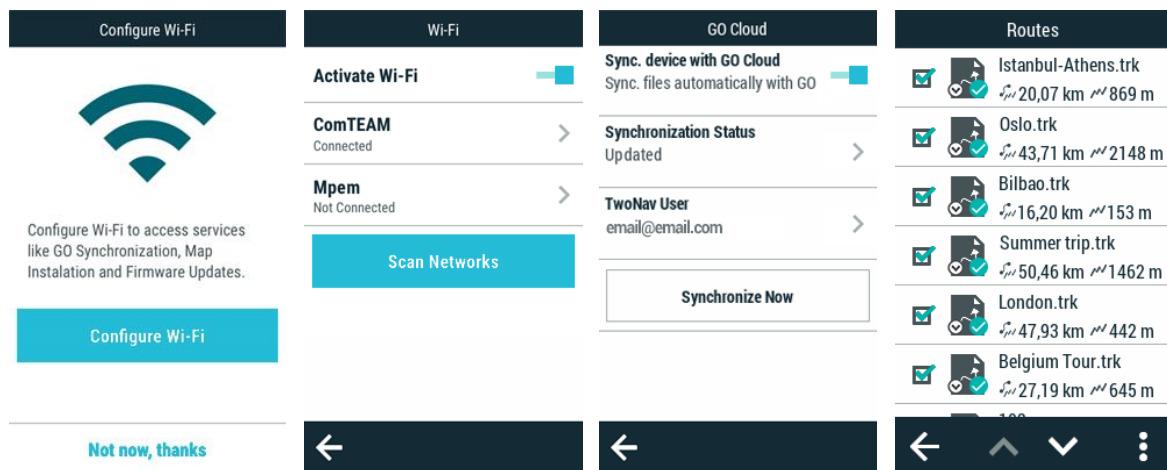 Configure Wi-Fi
Configure Wi-Fi to access services
like GO Synchronization, Map
Instalation and Firmware Updates.
Configure Wi-Fi
Not now, thanks
Wi-Fi
Activate Wi-Fi
ComTEAM
Connected
Mpem
Not Connected
Scan Networks
GO Cloud
Sync. device with GO Cloud
Sync. files automatically with GO
Synchronization Status
Updated
TwoNav User
email@email.com
Synchronize Now
Routes
Istanbul-Athens.trk
20,07 km 869 m
Oslo.trk
43,71 km 2148 m
Bilbao.trk
16,20 km 153 m
Summer trip.trk
50,46 km 1462 m
London.trk
47,93 km 442 m
Belgium Tour.trk
27,19 km 645 m